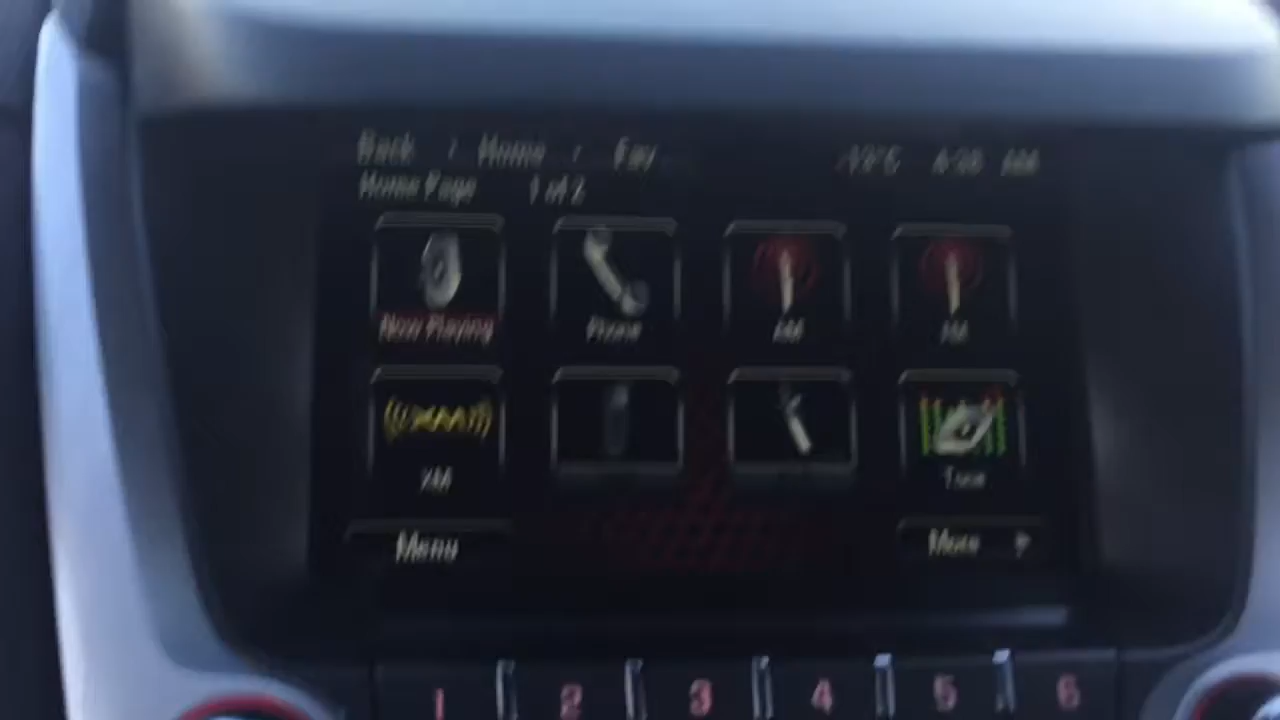 Back Home Fav
Home Page 1 of 2
Now Playing Phone AM FM
XM
XM Tone
Menu More
1 2 3 4 5 6